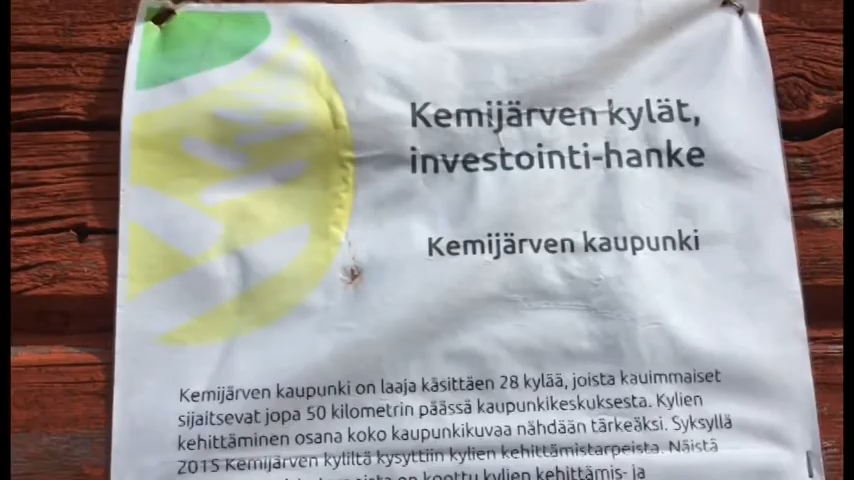 Kemijärven kylät,
investointi-hanke
Kemijärven kaupunki
Kemijärven kaupunki on laaja käsittäen 28 kylää, joista kauimmaiset
sijaitsevat jopa 50 kilometrin päässä kaupunkikeskuksesta. Kylien
kehittäminen osana koko kaupunkikuvaa nähdään tärkeäksi. Syksyllä
2015 Kemijärven kyliltä kysyttiin kylien kehittämistarpeista. Näistä
on koottu kylien kehittämis- ja